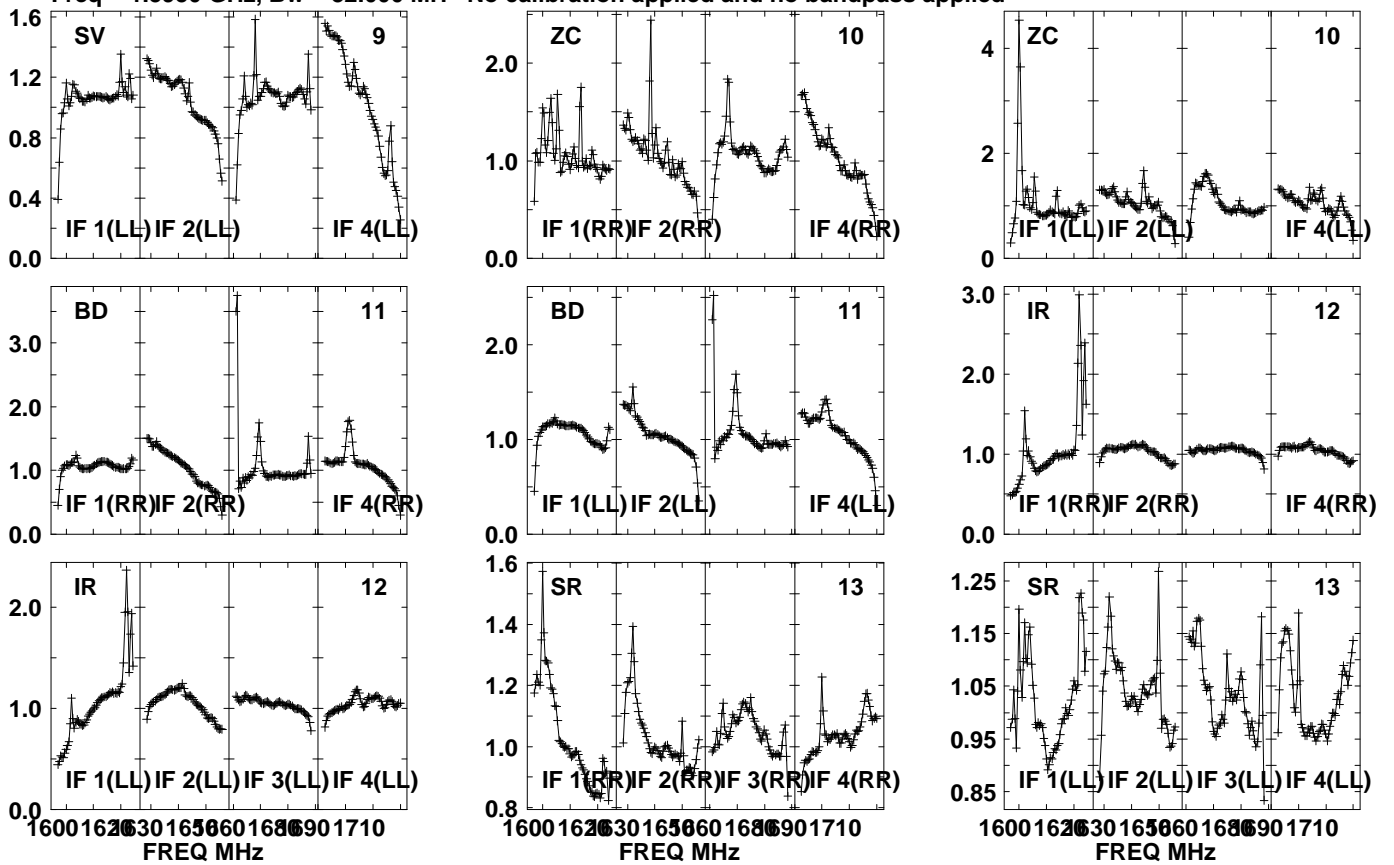 No calibration applied and no bandpass applied
SV 9
1.6
1.2
0.8
0.4
0.0
IF 1(LL) IF 2(LL) IF 4(LL)
ZC 10
2.0
1.0
0.0
IF 1(RR) IF 2(RR) IF 4(RR)
ZC 10
4
2
0
IF 1(LL) IF 2(LL) IF 4(LL)
BD 11
3.0
2.0
1.0
0.0
IF 1(RR) IF 2(RR) IF 4(RR)
BD 11
2.0
1.0
0.0
IF 1(LL) IF 2(LL) IF 4(LL)
IR 12
3.0
2.0
1.0
0.0
IF 1(RR) IF 2(RR) IF 4(RR)
IR 12
2.0
1.0
0.0
IF 1(LL) IF 2(LL) IF 3(LL) IF 4(LL)
1600 1620 1630 1650 1660 1680 1690 1710
FREQ MHz
SR 13
1.6
1.4
1.2
1.0
0.8
IF 1(RR) IF 2(RR) IF 3(RR) IF 4(RR)
1600 1620 1630 1650 1660 1680 1690 1710
FREQ MHz
SR 13
1.25
1.15
1.05
0.95
0.85
IF 1(LL) IF 2(LL) IF 3(LL) IF 4(LL)
1600 1620 1630 1650 1660 1680 1690 1710
FREQ MHz